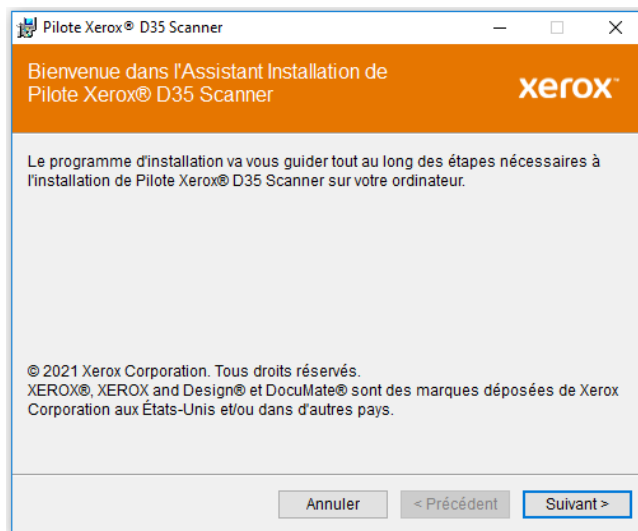 Pilote Xerox® D35 Scanner
Bienvenue dans l'Assistant Installation de
Pilote Xerox® D35 Scanner
xerox™
Le programme d'installation va vous guider tout au long des étapes nécessaires à
l'installation de Pilote Xerox® D35 Scanner sur votre ordinateur.
© 2021 Xerox Corporation. Tous droits réservés.
XEROX®, XEROX and Design® et DocuMate® sont des marques déposées de Xerox
Corporation aux États-Unis et/ou dans d'autres pays.
Annuler
< Précédent
Suivant >